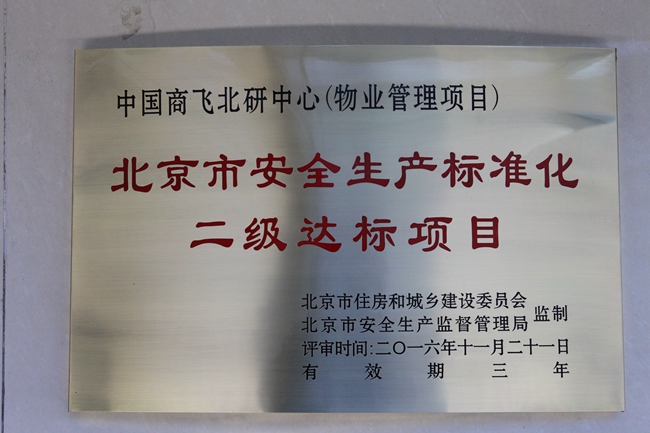 中国商飞北研中心(物业管理项目)
北京市安全生产标准化
二级达标项目
北京市住房和城乡建设委员会
北京市安全生产监督管理局
监制
评审时间:二〇一六年十一月二十一日
有效期三年